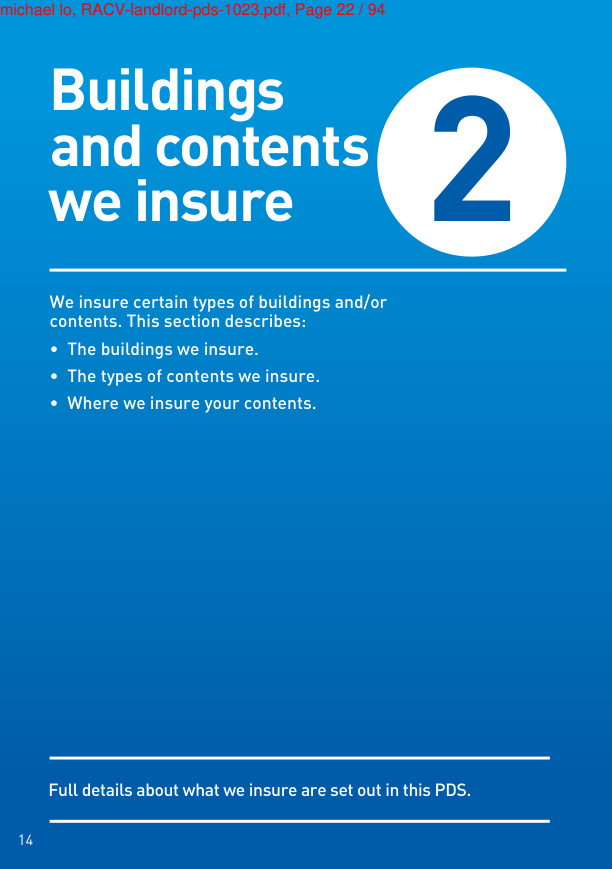 michael lo, RACV-landlord-pds-1023.pdf, Page 22 / 94
Buildings
and contents
we insure
2
We insure certain types of buildings and/or
contents. This section describes:
• The buildings we insure.
• The types of contents we insure.
• Where we insure your contents.
Full details about what we insure are set out in this PDS.
14